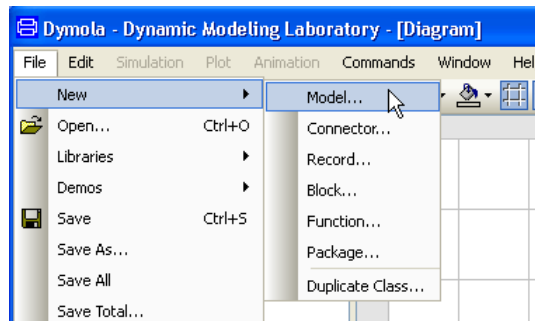 Dymola - Dynamic Modeling Laboratory - [Diagram]
File Edit Simulation Plot Animation Commands Window Hel
New
Model...
Open... Ctrl+O
Connector...
Libraries
Record...
Demos
Block...
Save Ctrl+S
Function...
Save As...
Package...
Save All
Duplicate Class...
Save Total...